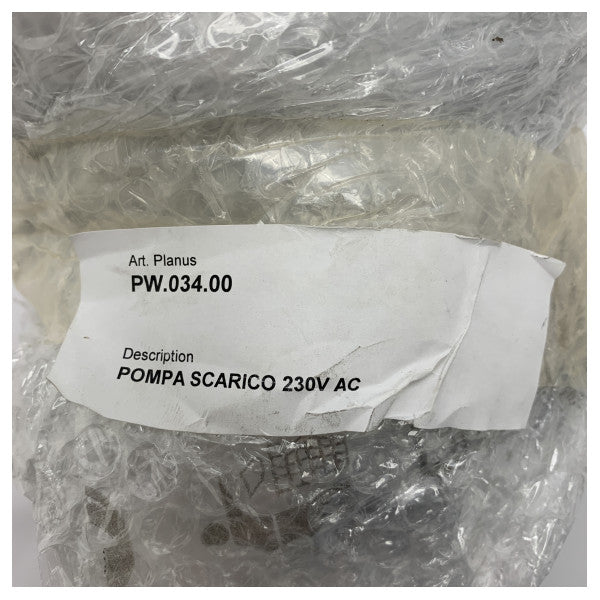 Art. Planus
PW.034.00
Description
POMPA SCARICO 230V AC